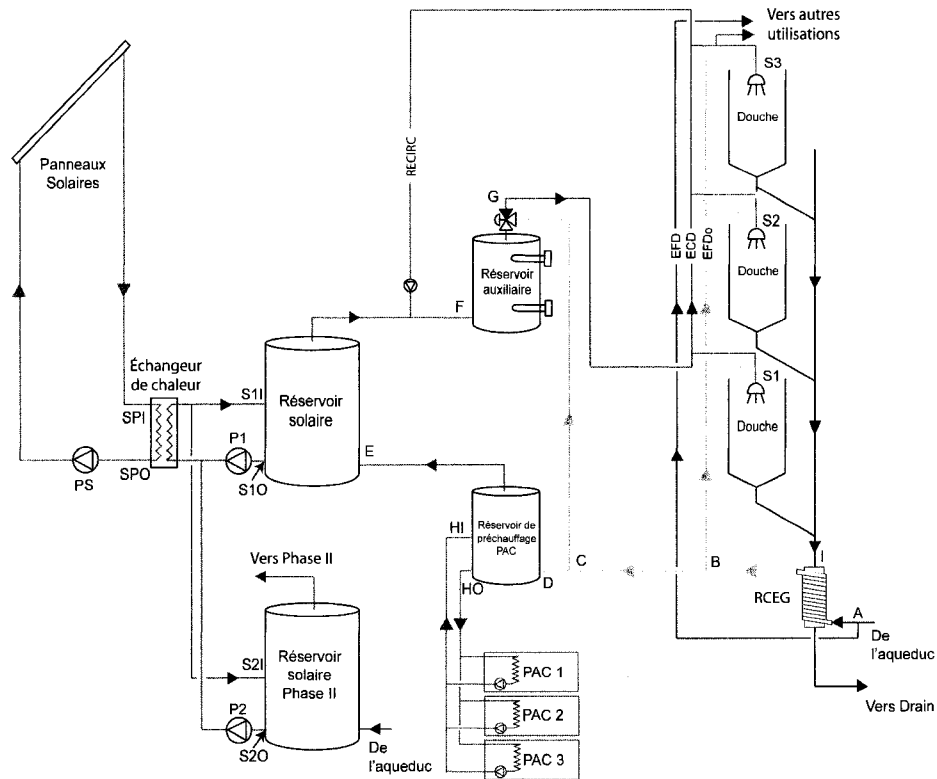 Vers autres
utilisations
S3
Douche
Panneaux
Solaires
RECIRC
G
S2
EFD
ECD
EFDo
Douche
Réservoir
auxiliaire
F
Échangeur
de chaleur
S1
SPI
S1I
Réservoir
solaire
Douche
P1
E
SPO
PS
S1O
HI
Réservoir de
préchauffage
PAC
Vers Phase II
C
B
I
HO
D
RCEG
A
De
l'aqueduc
S2I
Réservoir
solaire
Phase II
PAC 1
Vers Drain
P2
PAC 2
S2O
De
l'aqueduc
PAC 3